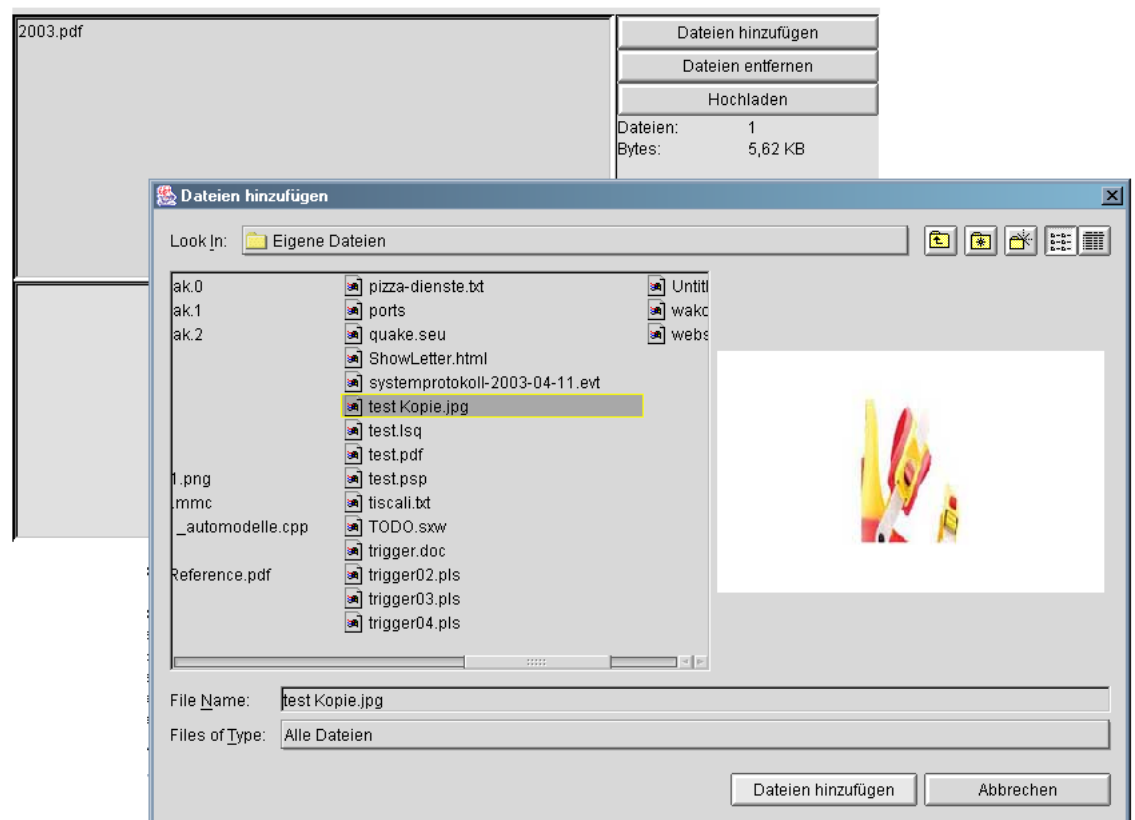 2003.pdf
Dateien hinzufügen
Dateien entfernen
Hochladen
Dateien: 1
Bytes: 5,62 KB
Dateien hinzufügen
Look In: Eigene Dateien
ak.0
ak.1
ak.2
1.png
.mmc
_automodelle.cpp
Reference.pdf
pizza-dienste.txt
ports
quake.seu
ShowLetter.html
systemprotokoll-2003-04-11.evt
test Kopie.jpg
test.lsq
test.pdf
test.psp
tiscali.txt
TODO.sxw
trigger.doc
trigger02.pls
trigger03.pls
trigger04.pls
Untitl
wako
webs
File Name: test Kopie.jpg
Files of Type: Alle Dateien
Dateien hinzufügen
Abbrechen